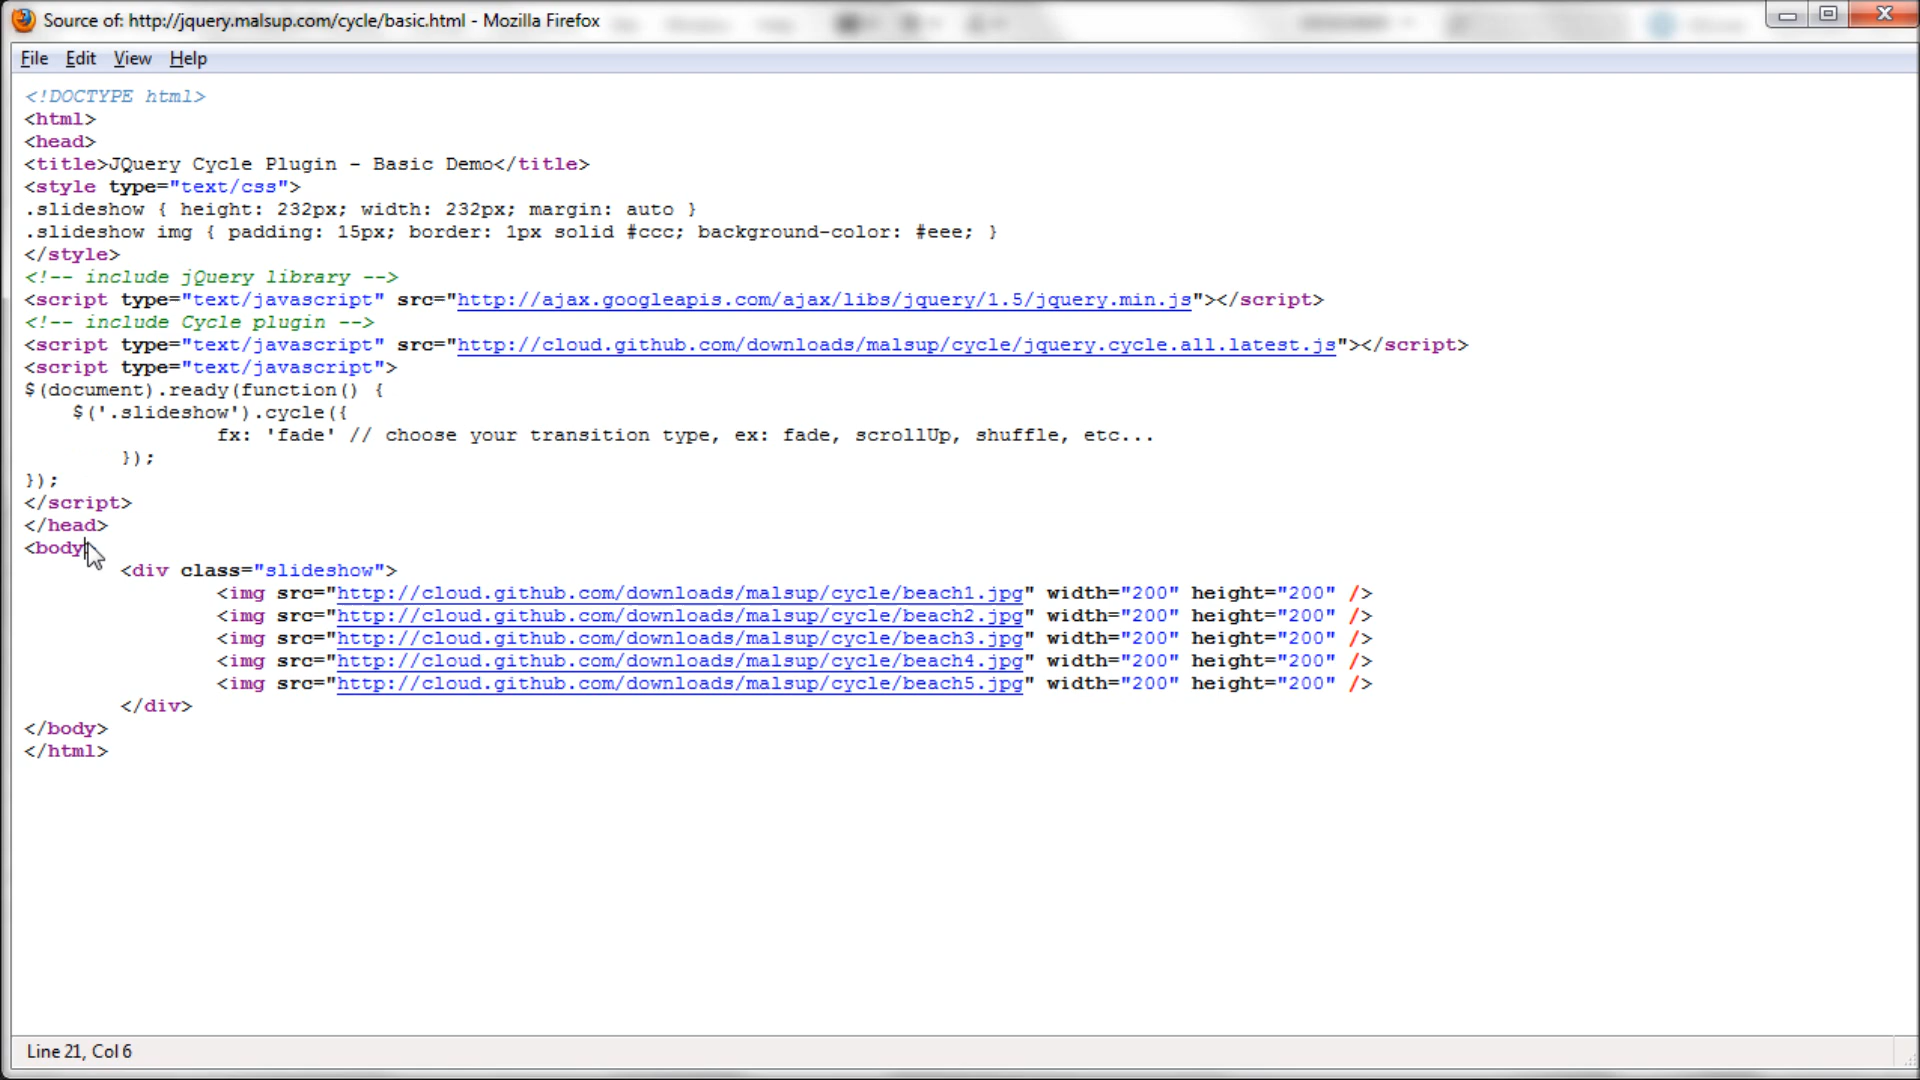 Source of: http://jquery.malsup.com/cycle/basic.html - Mozilla Firefox
File Edit View Help
<!DOCTYPE html>
<html>
<head>
<title>JQuery Cycle Plugin - Basic Demo</title>
<style type="text/css">
.slideshow { height: 232px; width: 232px; margin: auto }
.slideshow img { padding: 15px; border: 1px solid #ccc; background-color: #eee; }
</style>
<!-- include jQuery library -->
<script type="text/javascript" src="http://ajax.googleapis.com/ajax/libs/jquery/1.5/jquery.min.js"></script>
<!-- include Cycle plugin -->
<script type="text/javascript" src="http://cloud.github.com/downloads/malsup/cycle/jquery.cycle.all.latest.js"></script>
<script type="text/javascript">
$(document).ready(function() {
$('.slideshow').cycle({
fx: 'fade' // choose your transition type, ex: fade, scrollUp, shuffle, etc...
});
});
</script>
</head>
<body
<div class="slideshow">
<img src="http://cloud.github.com/downloads/malsup/cycle/beach1.jpg" width="200" height="200" />
<img src="http://cloud.github.com/downloads/malsup/cycle/beach2.jpg" width="200" height="200" />
<img src="http://cloud.github.com/downloads/malsup/cycle/beach3.jpg" width="200" height="200" />
<img src="http://cloud.github.com/downloads/malsup/cycle/beach4.jpg" width="200" height="200" />
<img src="http://cloud.github.com/downloads/malsup/cycle/beach5.jpg" width="200" height="200" />
</div>
</body>
</html>
Line 21, Col 6